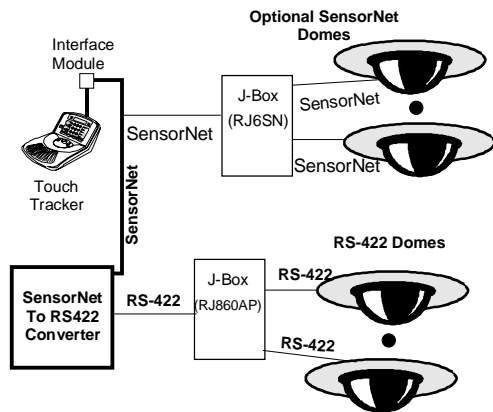 Optional SensorNet
Domes
Interface
Module
J-Box
(RJ6SN)
SensorNet
SensorNet
SensorNet
Touch
Tracker
SensorNet
RS-422 Domes
SensorNet
To RS422
Converter
RS-422
J-Box
(RJ860AP)
RS-422
RS-422